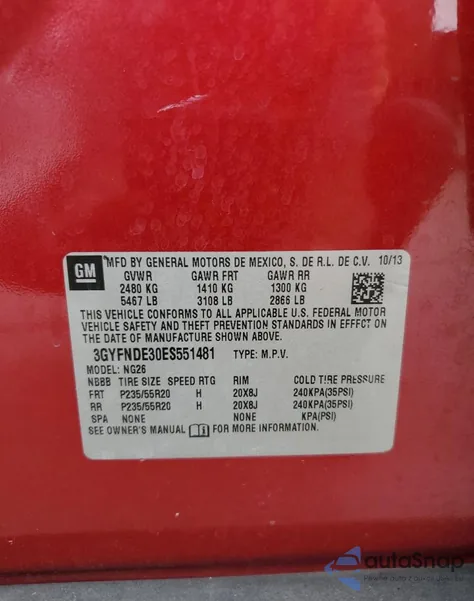 GM
MFD BY GENERAL MOTORS DE MEXICO, S. DE R.L. DE C.V. 10/13
GVWR GAWR FRT GAWR RR
2480 KG 1410 KG 1300 KG
5467 LB 3108 LB 2866 LB
THIS VEHICLE CONFORMS TO ALL APPLICABLE U.S. FEDERAL MOTOR
VEHICLE SAFETY AND THEFT PREVENTION STANDARDS IN EFFECT ON
THE DATE OF MANUFACTURE SHOWN ABOVE.
3GYFNDE30ES551481 TYPE: M.P.V.
MODEL: NG26
NBBB TIRE SIZE SPEED RTG RIM COLD TIRE PRESSURE
FRT P235/55R20 H 20X8J 240KPA(35PSI)
RR P235/55R20 H 20X8J 240KPA(35PSI)
SPA NONE NONE KPA(PSI)
SEE OWNER'S MANUAL FOR MORE INFORMATION.
autoSnap